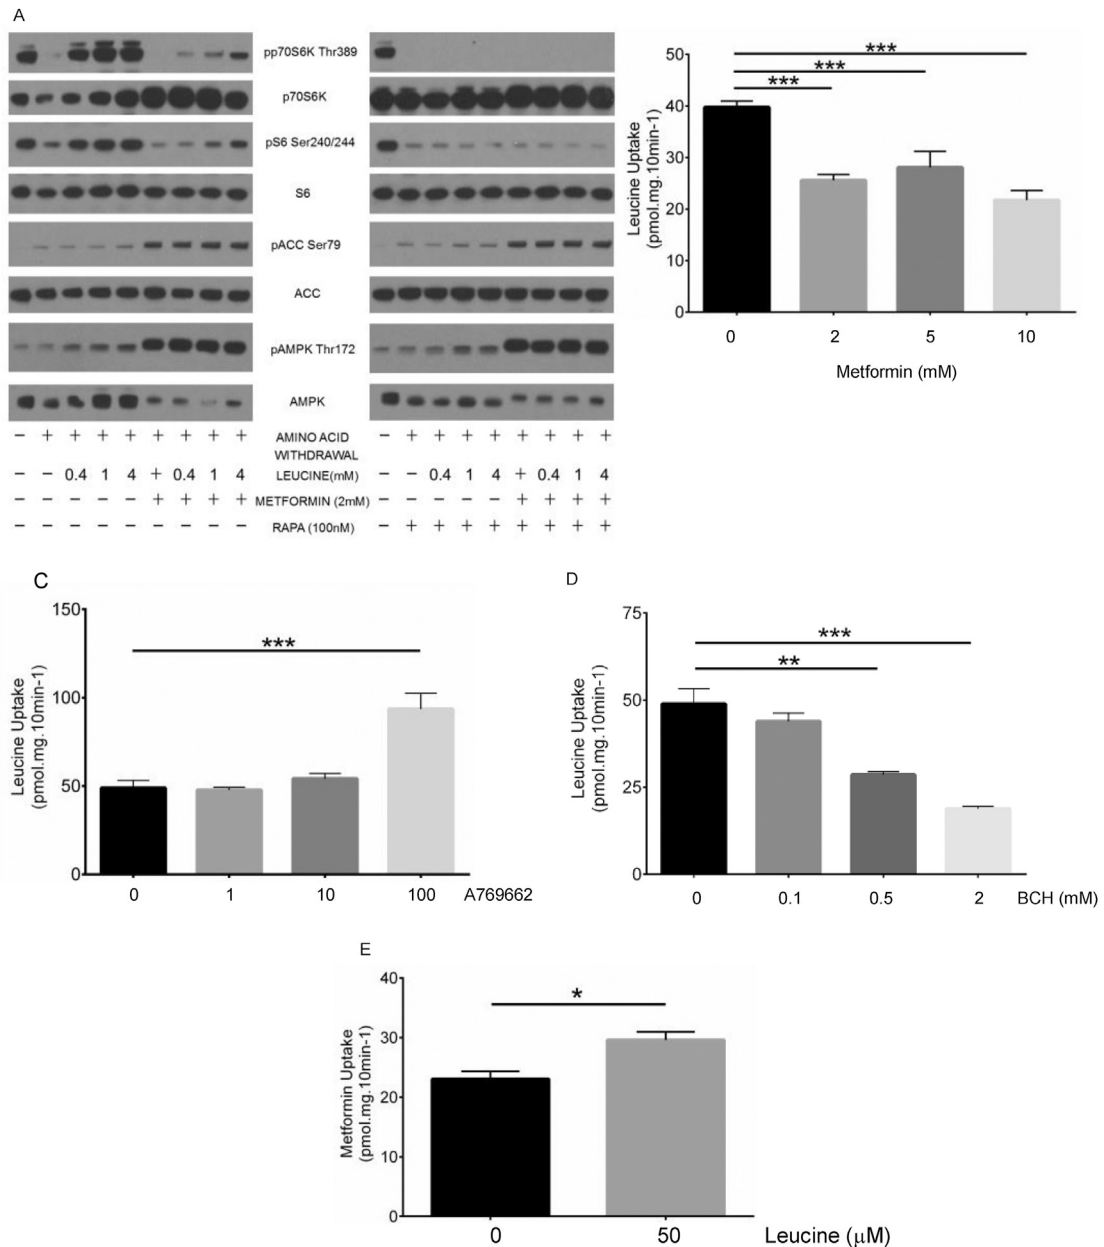 A
pp70S6K Thr389
p70S6K
pS6 Ser240/244
S6
pACC Ser79
ACC
pAMPK Thr172
AMPK
− + + + + + + + + AMINO ACID WITHDRAWAL − + + + + + + + +
− − 0.4 1 4 + 0.4 1 4 LEUCINE(mM) − − 0.4 1 4 + 0.4 1 4
− − − − − + + + + METFORMIN (2mM) − − − − − + + + +
− − − − − − − − − RAPA (100nM) − + + + + + + + +
Leucine Uptake
(pmol.mg.10min-1)
50
40
30
20
10
0
***
***
***
0 2 5 10
Metformin (mM)
C
Leucine Uptake
(pmol.mg.10min-1)
150
100
50
0
***
0 1 10 100 A769662
D
Leucine Uptake
(pmol.mg.10min-1)
75
50
25
0
***
**
0 0.1 0.5 2 BCH (mM)
E
Metformin Uptake
(pmol.mg.10min-1)
40
30
20
10
0
*
0 50 Leucine (μM)